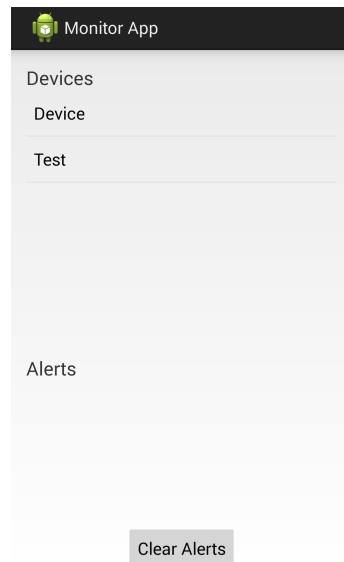 Monitor App
Devices
Device
Test
Alerts
Clear Alerts